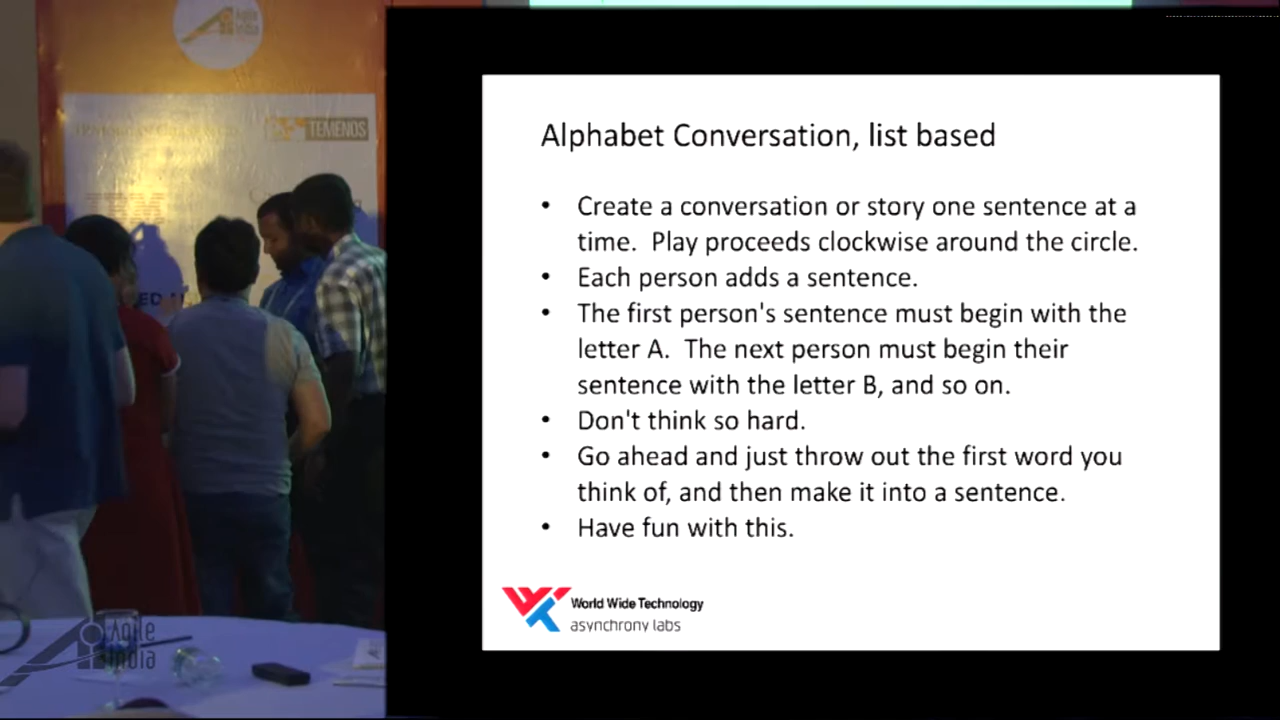 Agile
India
TEMENOS
Alphabet Conversation, list based
• Create a conversation or story one sentence at a
time.  Play proceeds clockwise around the circle.
• Each person adds a sentence.
• The first person's sentence must begin with the
letter A.  The next person must begin their
sentence with the letter B, and so on.
• Don't think so hard.
• Go ahead and just throw out the first word you
think of, and then make it into a sentence.
• Have fun with this.
World Wide Technology
asynchrony labs
Agile
India